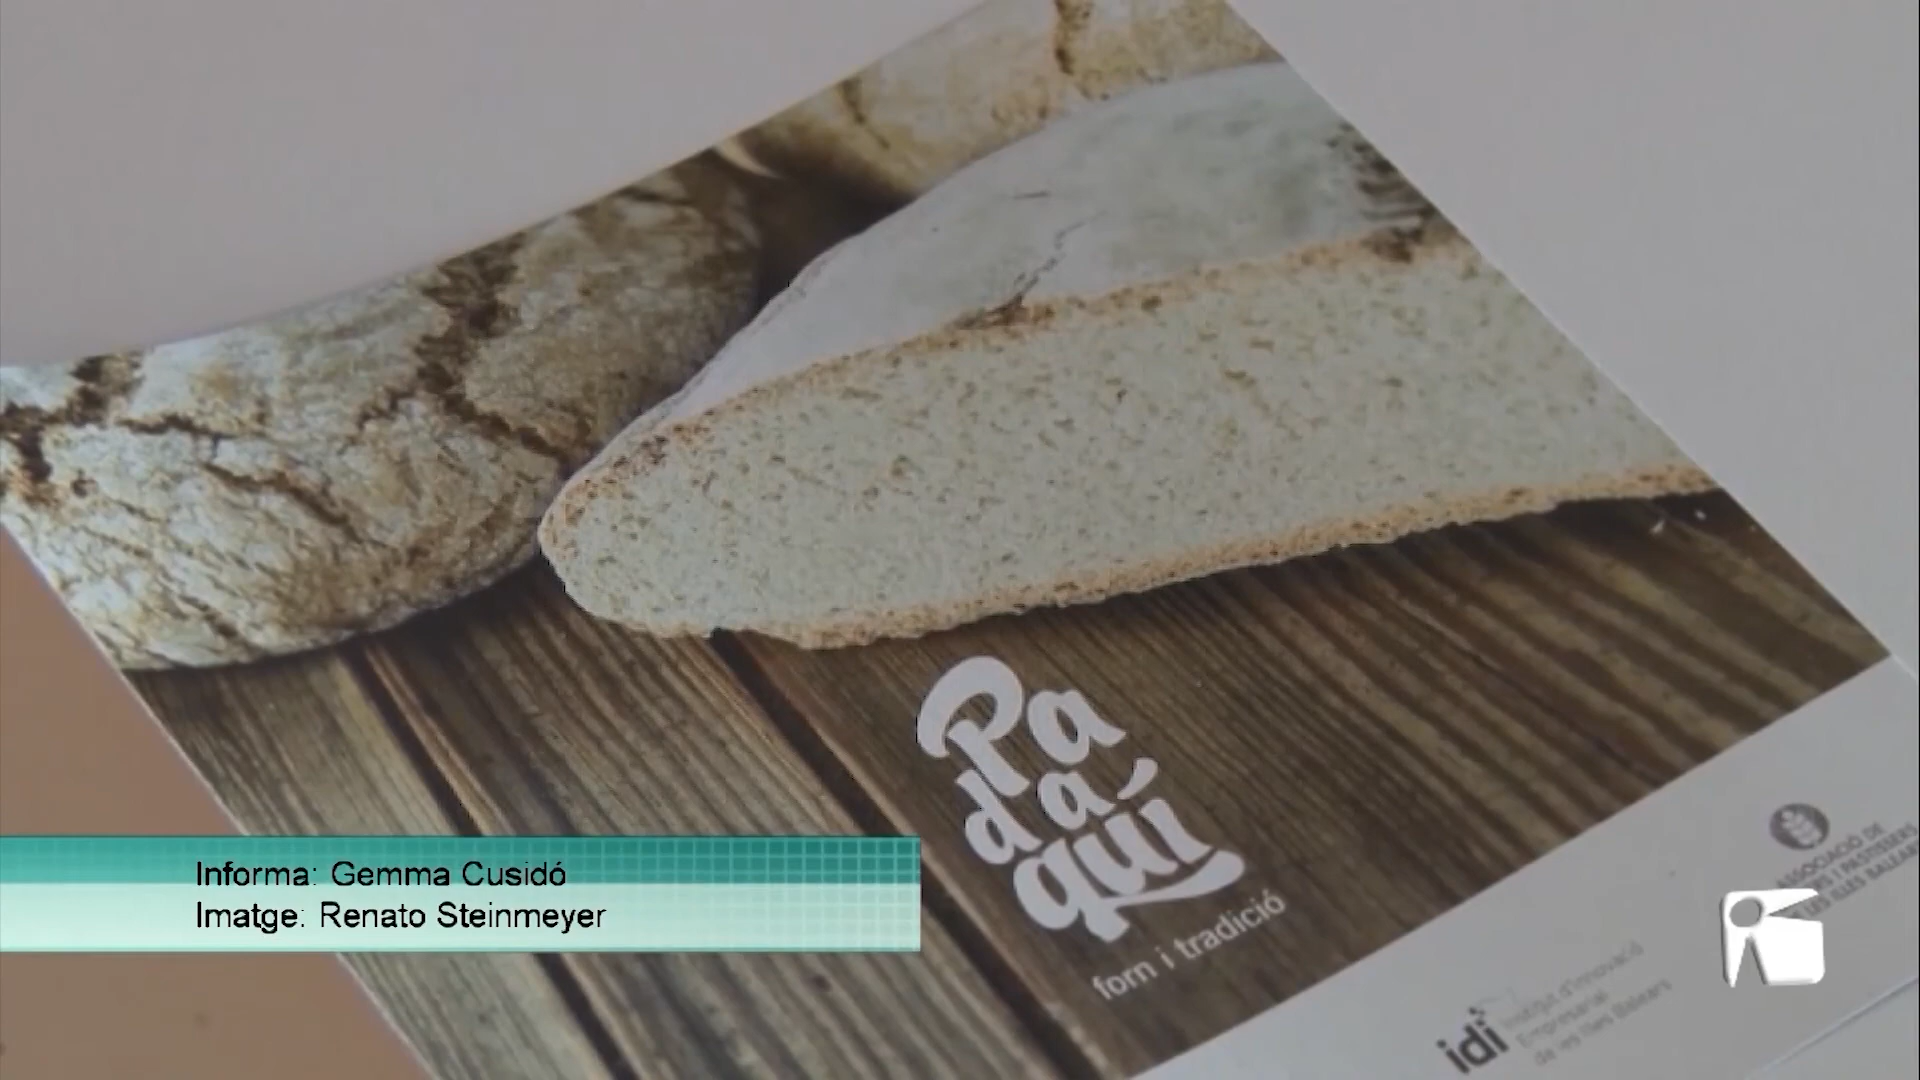 Pa
d a
quí
forn i tradició
Informa: Gemma Cusidó
Imatge: Renato Steinmeyer
ASSOCIACIÓ DE
FORNERS I PASTISSERS
DE LES ILLES BALEARS
idi Institut d'Innovació
Empresarial
de les Illes Balears